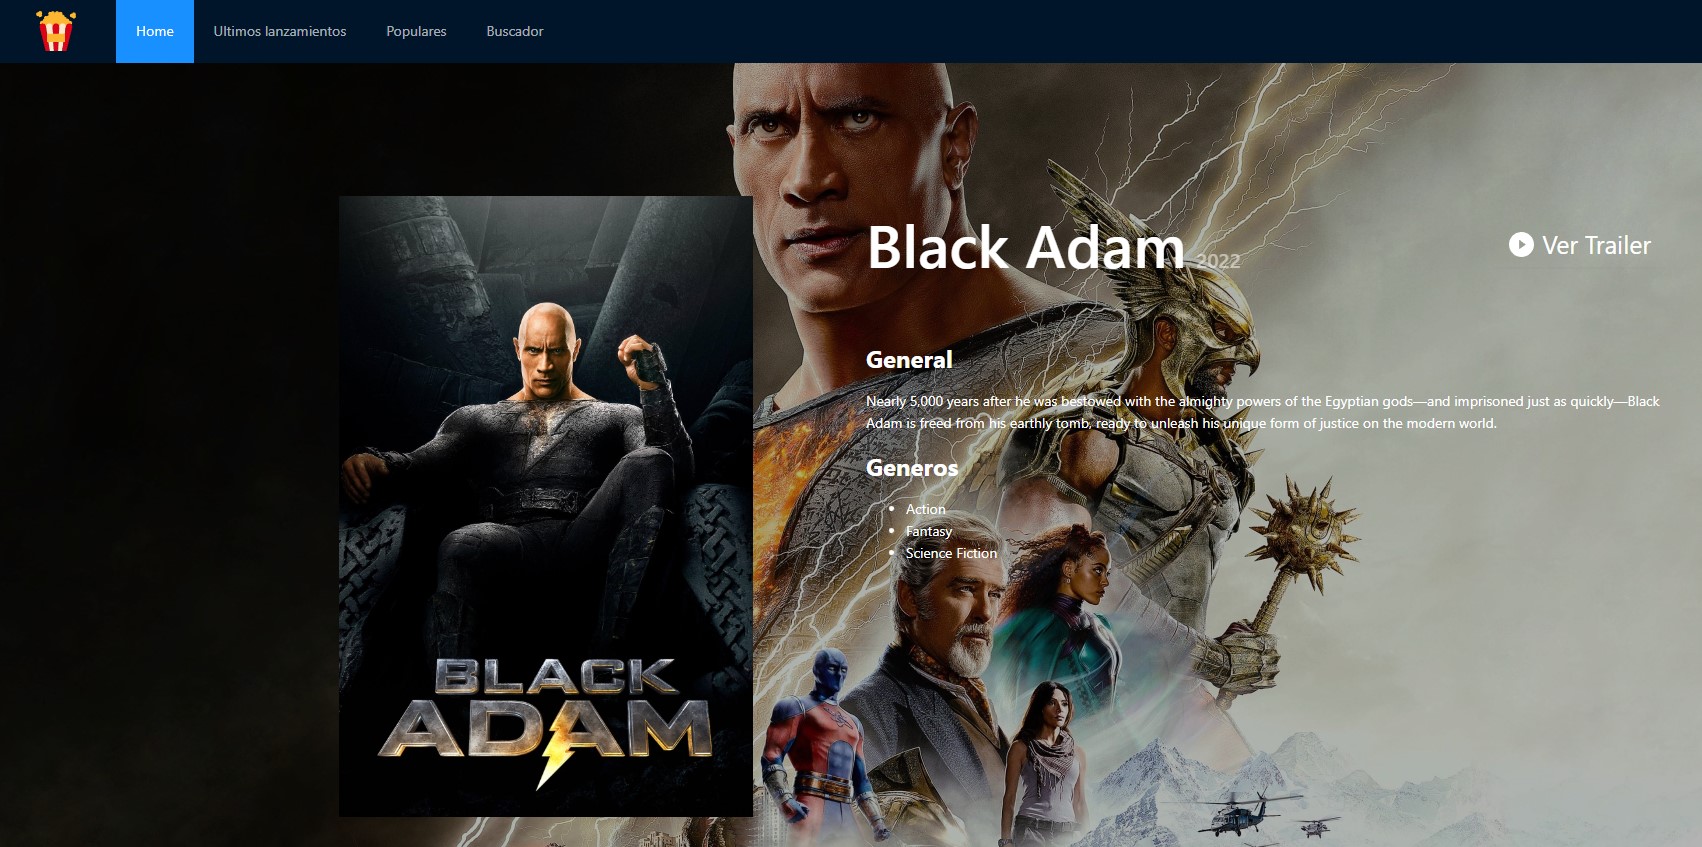 Home Ultimos lanzamientos Populares Buscador
BLACK
ADAM
Black Adam 2022
Ver Trailer
General
Nearly 5,000 years after he was bestowed with the almighty powers of the Egyptian gods—and imprisoned just as quickly—Black
Adam is freed from his earthly tomb, ready to unleash his unique form of justice on the modern world.
Generos
Action
Fantasy
Science Fiction